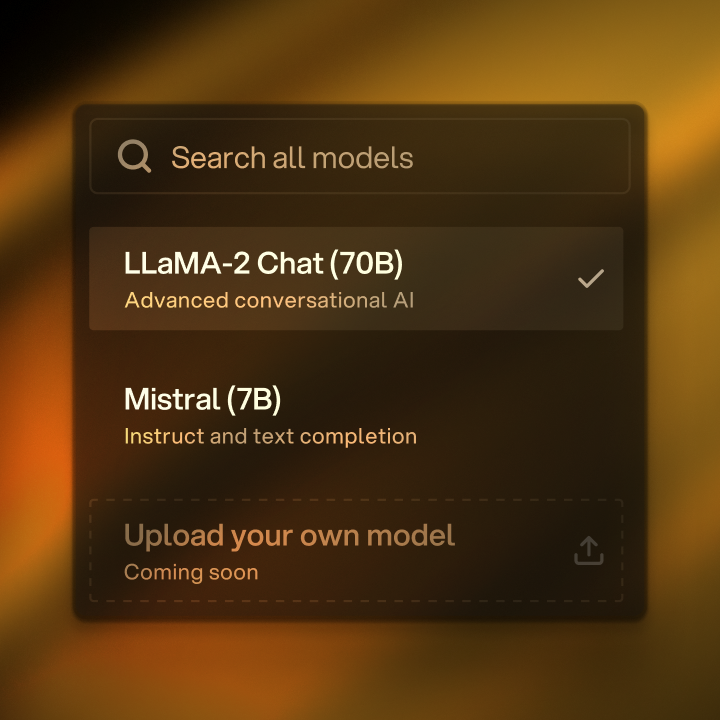 Search all models
LLaMA-2 Chat (70B)
Advanced conversational AI
Mistral (7B)
Instruct and text completion
Upload your own model
Coming soon